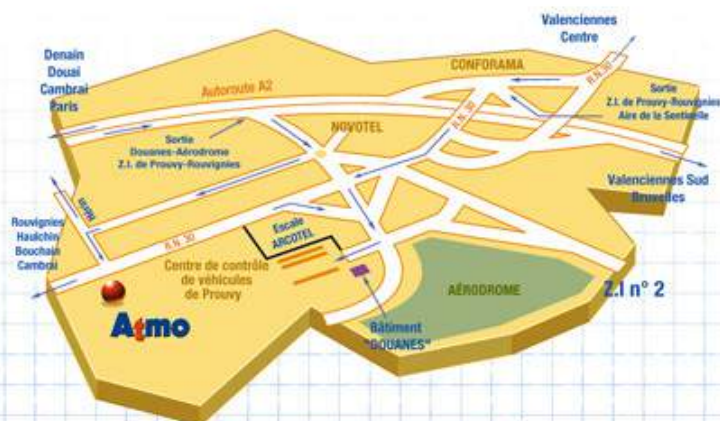 Valenciennes
Centre
Denain
Douai
Cambrai
Paris
CONFORAMA
Autoroute A2
R.N.30
Sortie
Z.I. de Prouvy-Rouvignies
Aire de la Sentinelle
R.N. 30
NOVOTEL
Sortie
Douanes-Aérodrome
Z.I. de Prouvy-Rouvignies
Valenciennes Sud
Bruxelles
Rouvignies
Haulchin
Bouchain
Cambrai
R.N. 30
Escale
ARCOTEL
Centre de contrôle
de véhicules
de Prouvy
AÉRODROME
Z.I n° 2
Atmo
Bâtiment
"DOUANES"